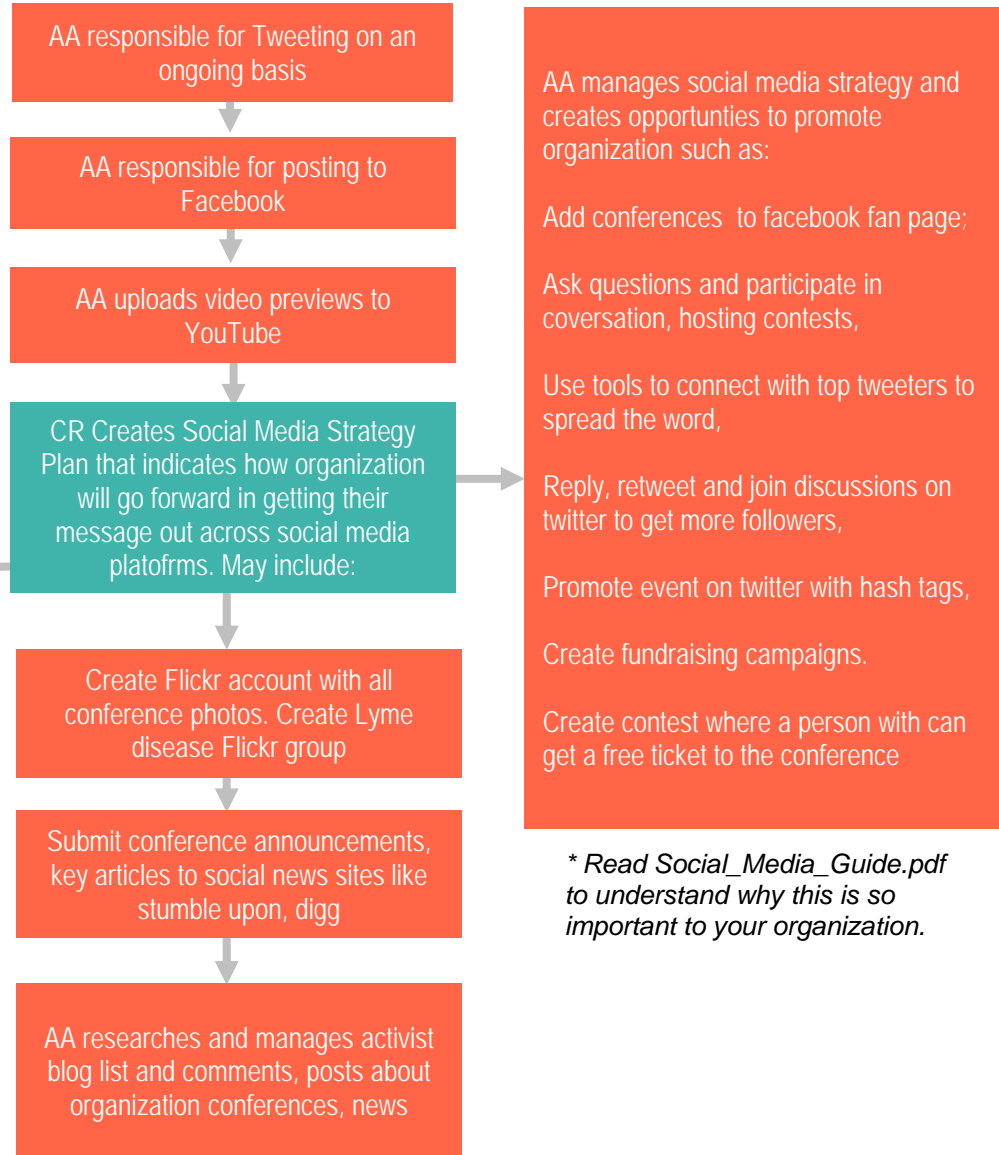 AA responsible for Tweeting on an
ongoing basis
AA responsible for posting to
Facebook
AA uploads video previews to
YouTube
CR Creates Social Media Strategy
Plan that indicates how organization
will go forward in getting their
message out across social media
platofrms. May include:
Create Flickr account with all
conference photos. Create Lyme
disease Flickr group
Submit conference announcements,
key articles to social news sites like
stumble upon, digg
AA researches and manages activist
blog list and comments, posts about
organization conferences, news
AA manages social media strategy and
creates opportunties to promote
organization such as:
Add conferences  to facebook fan page;
Ask questions and participate in
coversation, hosting contests,
Use tools to connect with top tweeters to
spread the word,
Reply, retweet and join discussions on
twitter to get more followers,
Promote event on twitter with hash tags,
Create fundraising campaigns.
Create contest where a person with can
get a free ticket to the conference
* Read Social_Media_Guide.pdf
to understand why this is so
important to your organization.